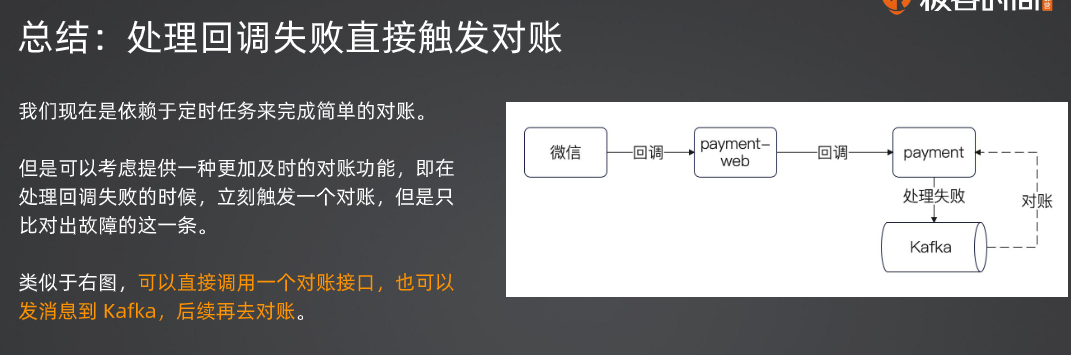 总结：处理回调失败直接触发对账
我们现在是依赖于定时任务来完成简单的对账。
但是可以考虑提供一种更加及时的对账功能，即在
处理回调失败的时候，立刻触发一个对账，但是只
比对出故障的这一条。
类似于右图，可以直接调用一个对账接口，也可以
发消息到 Kafka，后续再去对账。
微信
回调
payment-
web
回调
payment
处理失败
对账
Kafka